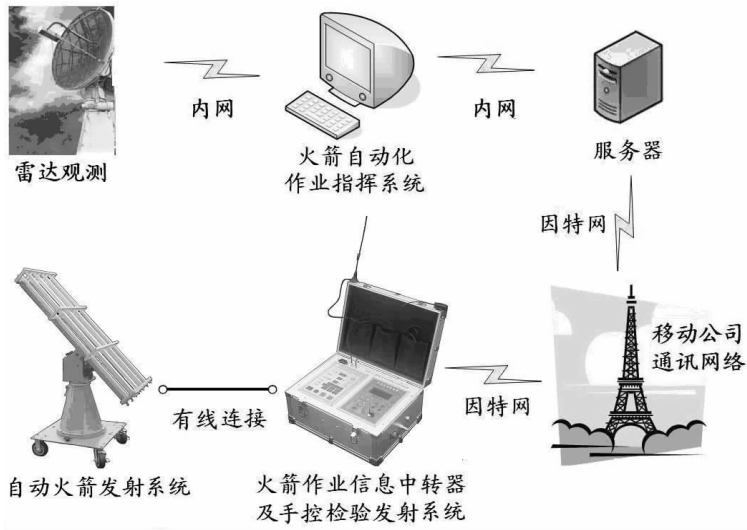 内网
内网
雷达观测
火箭自动化
作业指挥系统
服务器
因特网
移动公司
通讯网络
有线连接
因特网
自动火箭发射系统
火箭作业信息中转器
及手控检验发射系统